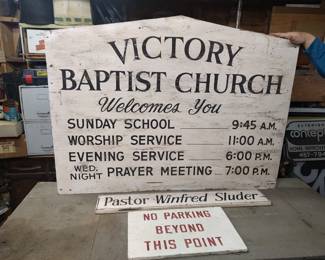 VICTORY
BAPTIST CHURCH
Welcomes You
SUNDAY SCHOOL 9:45 A.M.
WORSHIP SERVICE 11:00 A.M.
EVENING SERVICE 6:00 P.M.
WED. NIGHT PRAYER MEETING 7:00 P.M.
Pastor Winfred Sluder
NO PARKING
BEYOND
THIS POINT